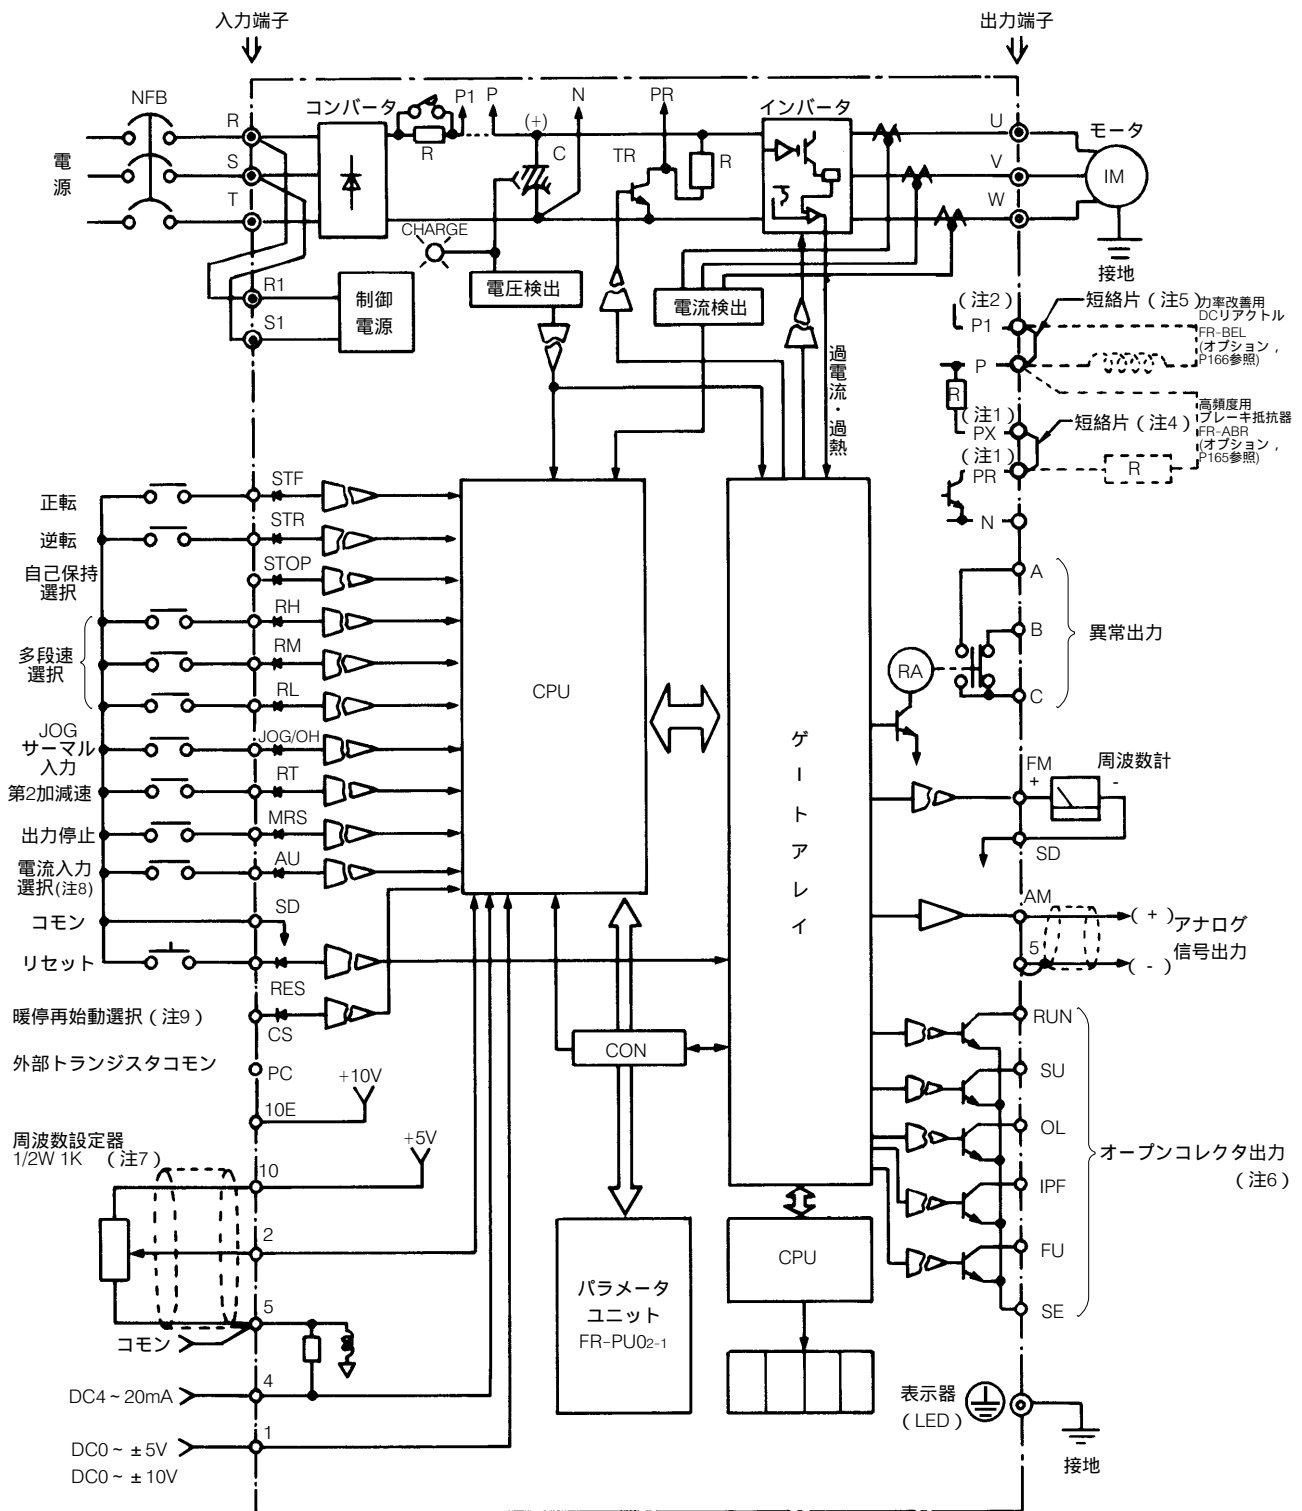 入力端子
出力端子
NFB
電源
R
S
T
コンバータ
R
P1
P
(+)
C
N
PR
TR
R
インバータ
U
V
W
モータ
IM
接地
CHARGE
電圧検出
電流検出
過電流・過熱
R1
S1
制御
電源
(注2)
P1
短絡片(注5)
力率改善用
DCリアクトル
FR-BEL
(オプション,
P166参照)
P
R
(注1)
PX
短絡片(注4)
(注1)
PR
R
高頻度用
ブレーキ抵抗器
FR-ABR
(オプション,
P165参照)
N
正転
STF
逆転
STR
自己保持
選択
STOP
多段速
選択
RH
RM
RL
JOG
サーマル
入力
JOG/OH
第2加減速
RT
出力停止
MRS
電流入力
選択(注8)
AU
コモン
SD
リセット
RES
暖停再始動選択(注9)
CS
外部トランジスタコモン
PC
+10V
10E
周波数設定器
1/2W 1K (注7)
+5V
10
2
5
コモン
DC4~20mA
4
DC0~±5V
DC0~±10V
1
CPU
ゲートアレイ
CON
パラメータ
ユニット
FR-PU02-1
CPU
表示器
(LED)
接地
A
B
C
異常出力
RA
FM
+
-
周波数計
SD
AM
5
(+)
(-)
アナログ
信号出力
RUN
SU
OL
IPF
FU
SE
オープンコレクタ出力
(注6)